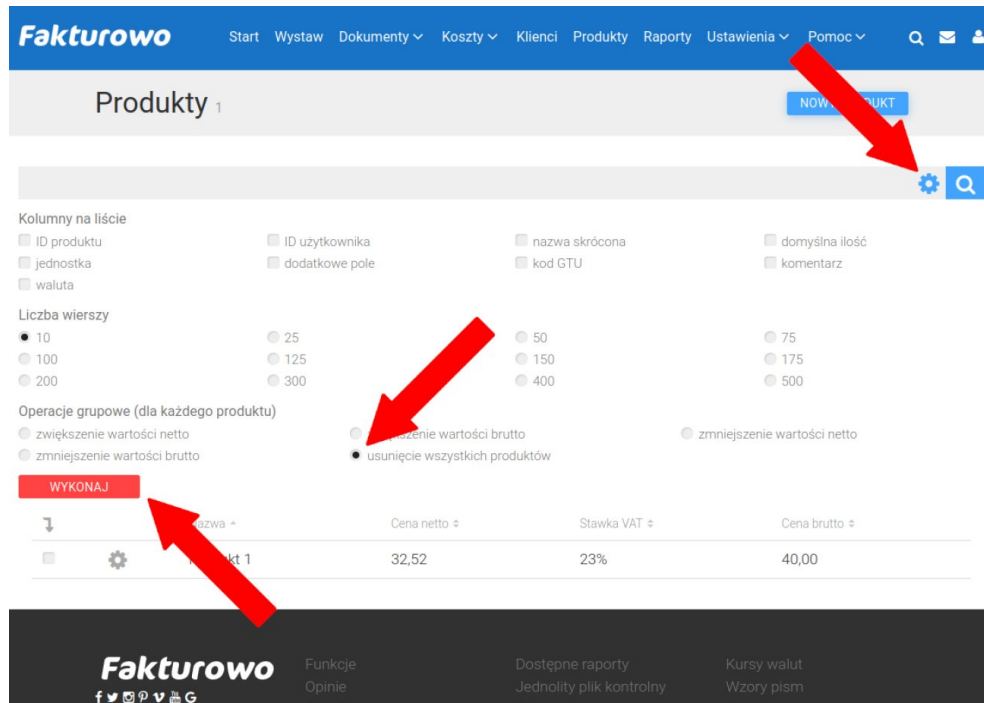 Fakturowo Start Wystaw Dokumenty Koszty Klienci Produkty Raporty Ustawienia Pomoc
Produkty 1
Kolumny na liście
ID produktu ID użytkownika nazwa skrócona domyślna ilość
jednostka dodatkowe pole kod GTU komentarz
waluta
Liczba wierszy
10 25 50 75
100 125 150 175
200 300 400 500
Operacje grupowe (dla każdego produktu)
zwiększenie wartości netto wartości brutto zmniejszenie wartości netto
zmniejszenie wartości brutto usunięcie wszystkich produktów
WYKONAJ
Cena netto Stawka VAT Cena brutto
1 32,52 23% 40,00
Fakturowo Funkcje Dostępne raporty Kursy walut
Opinie Jednolity plik kontrolny Wzory pism